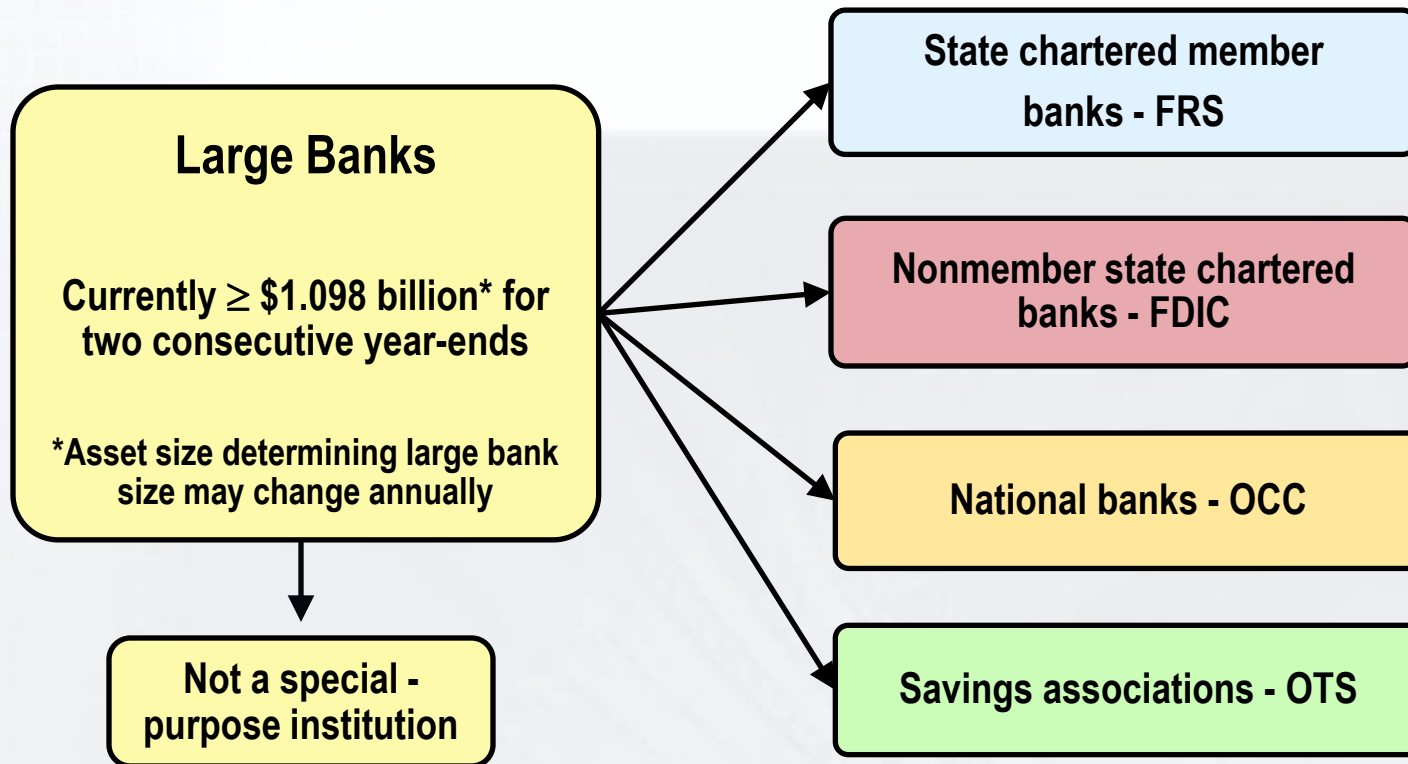 Large Banks
Currently ≥ $1.098 billion* for
two consecutive year-ends
*Asset size determining large bank
size may change annually
Not a special -
purpose institution
State chartered member
banks - FRS
Nonmember state chartered
banks - FDIC
National banks - OCC
Savings associations - OTS